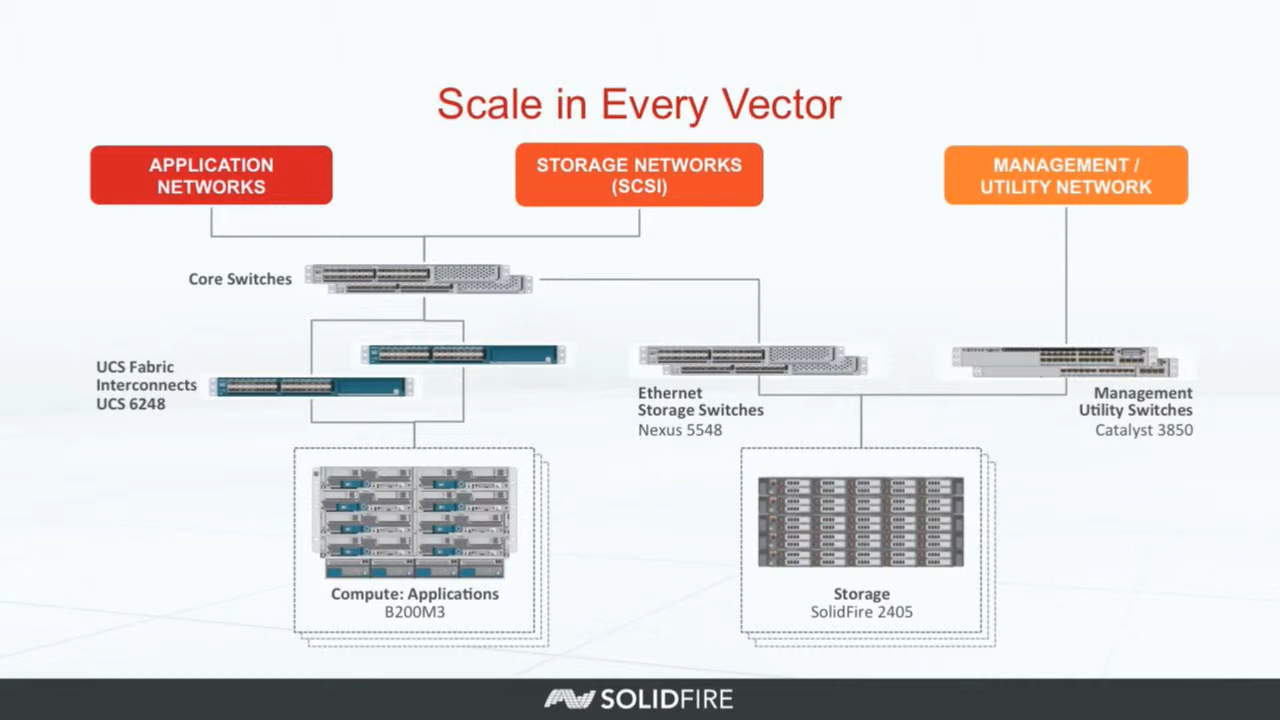 Scale in Every Vector
APPLICATION
NETWORKS
STORAGE NETWORKS
(SCSI)
MANAGEMENT /
UTILITY NETWORK
Core Switches
UCS Fabric
Interconnects
UCS 6248
Ethernet
Storage Switches
Nexus 5548
Management
Utility Switches
Catalyst 3850
Compute: Applications
B200M3
Storage
SolidFire 2405
SOLIDFIRE